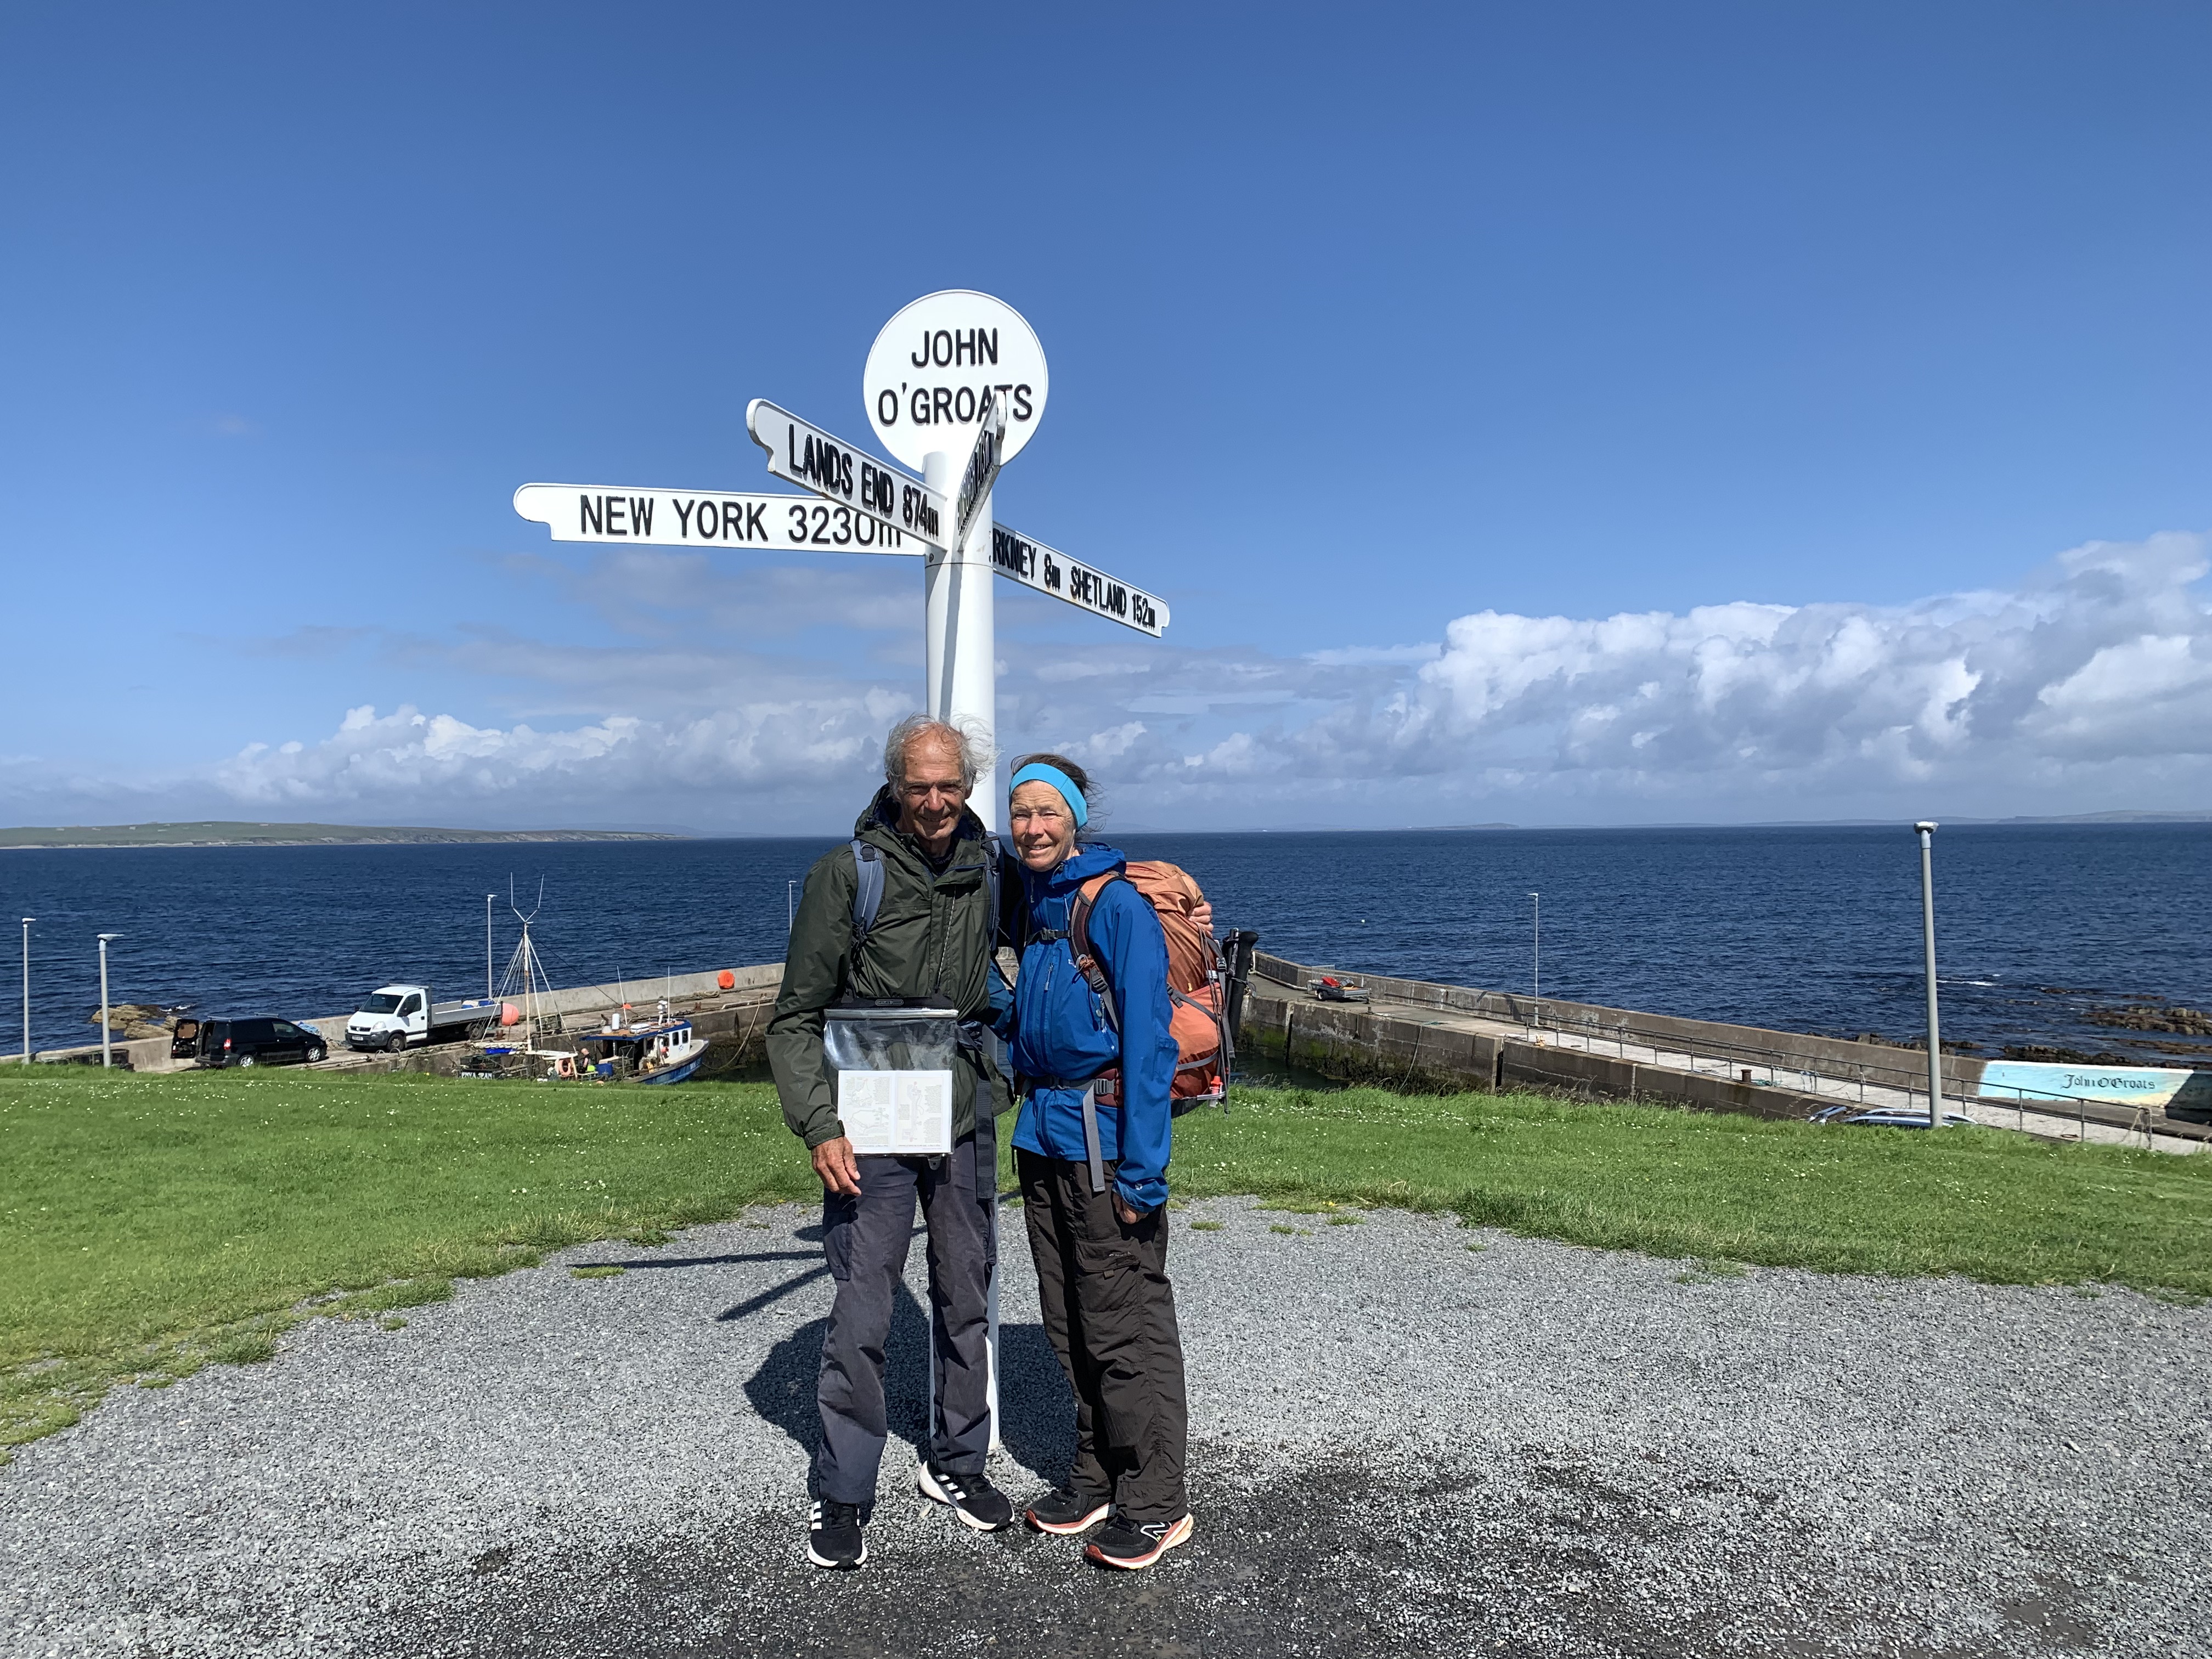 JOHN
O'GROATS
LANDS END 874m
NEW YORK 3230m
RKNEY 8m SHETLAND 152m
John O'Groats